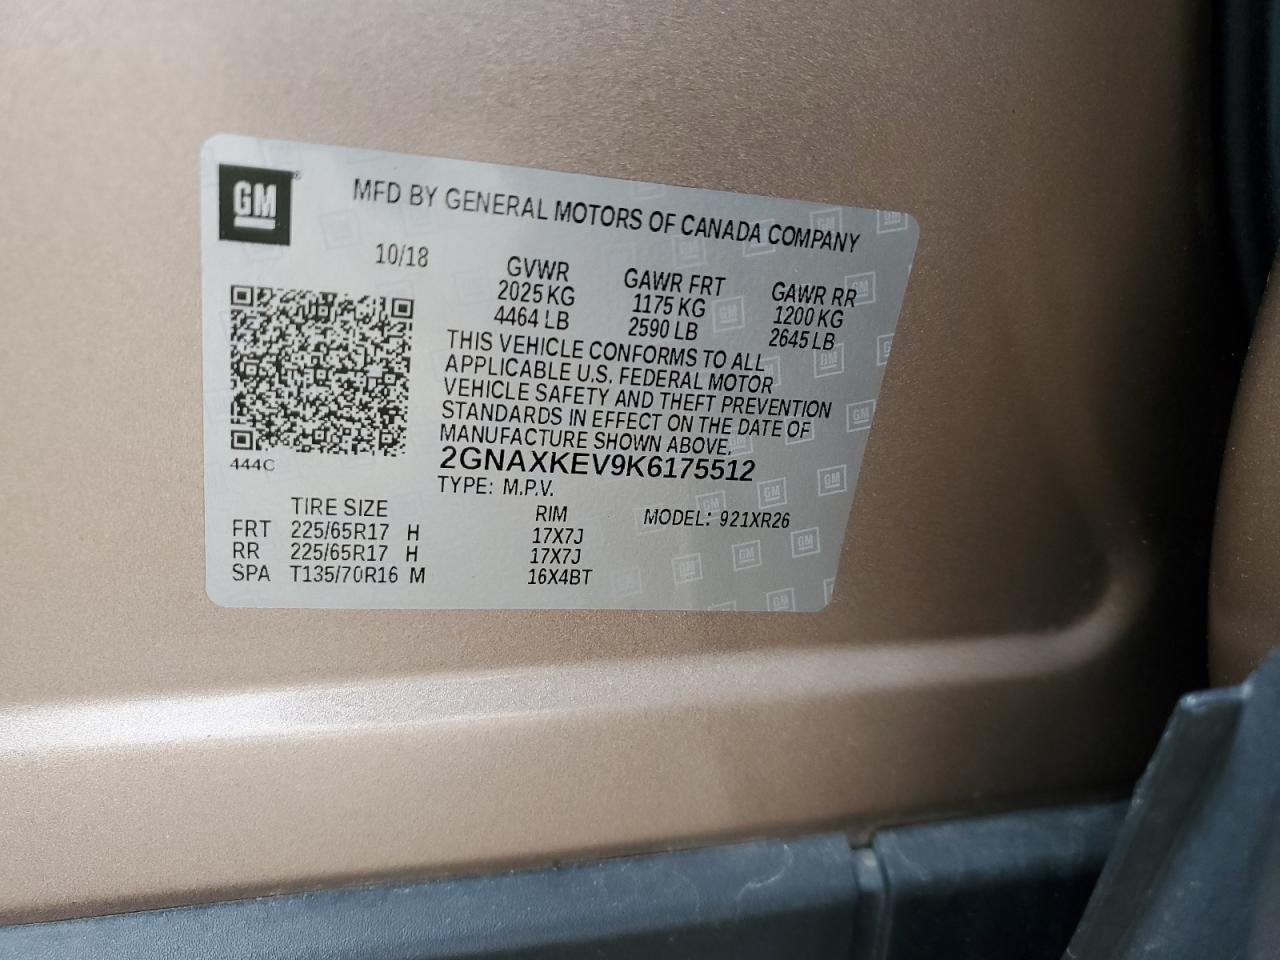 GM
MFD BY GENERAL MOTORS OF CANADA COMPANY
10/18
GVWR GAWR FRT GAWR RR
2025 KG 1175 KG 1200 KG
4464 LB 2590 LB 2645 LB
THIS VEHICLE CONFORMS TO ALL
APPLICABLE U.S. FEDERAL MOTOR
VEHICLE SAFETY AND THEFT PREVENTION
STANDARDS IN EFFECT ON THE DATE OF
MANUFACTURE SHOWN ABOVE.
444C
2GNAXKEV9K6175512
TYPE: M.P.V.
MODEL: 921XR26
TIRE SIZE RIM
FRT 225/65R17 H 17X7J
RR 225/65R17 H 17X7J
SPA T135/70R16 M 16X4BT